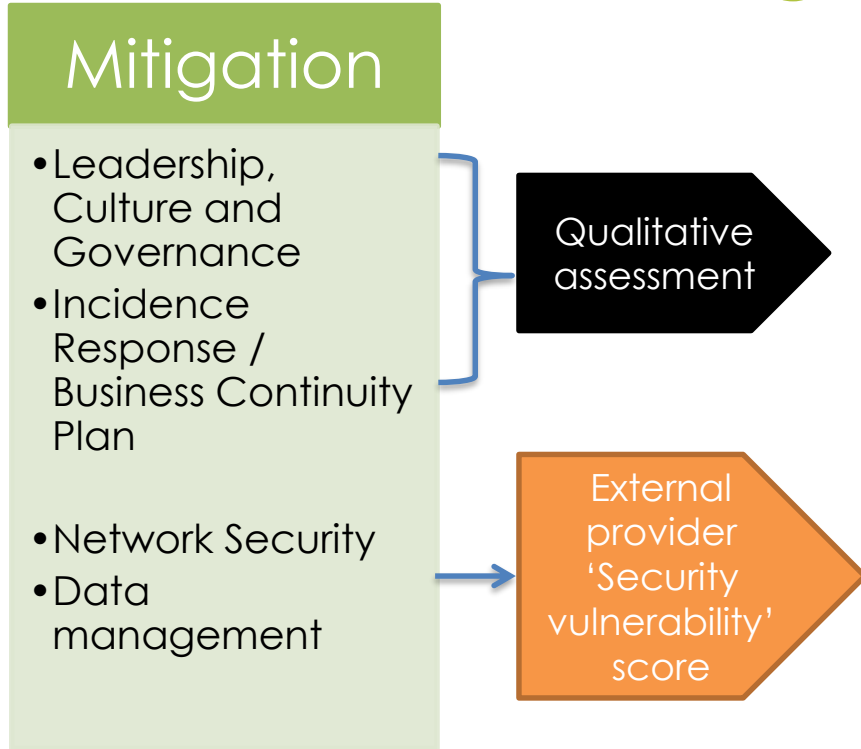 Mitigation
•Leadership,
Culture and
Governance
•Incidence
Response /
Business Continuity
Plan
•Network Security
•Data
management
Qualitative
assessment
External
provider
‘Security
vulnerability’
score